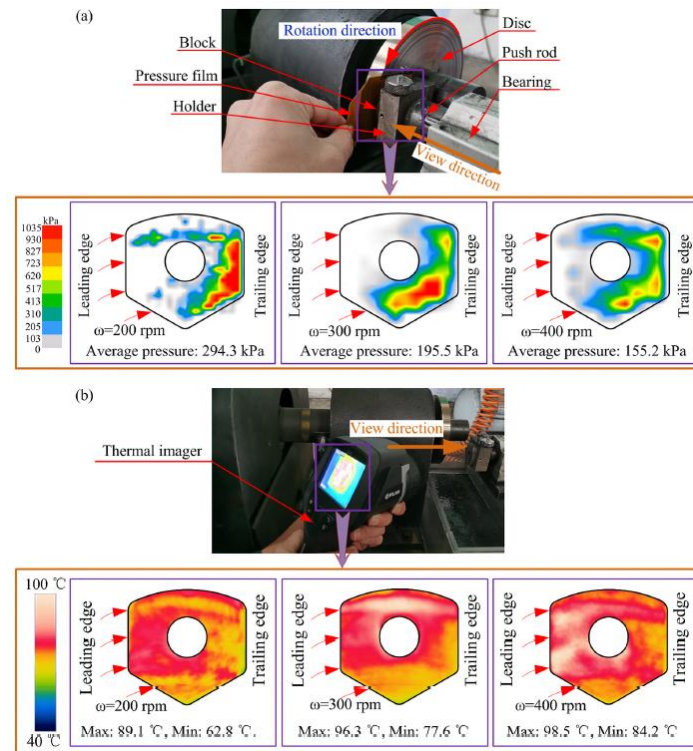 (a)
Rotation direction
Disc
Block
Push rod
Pressure film
Bearing
Holder
View direction
kPa
1035
930
827
723
620
517
413
310
205
103
0
Leading edge
Trailing edge
ω=200 rpm
Average pressure: 294.3 kPa
Leading edge
Trailing edge
ω=300 rpm
Average pressure: 195.5 kPa
Leading edge
Trailing edge
ω=400 rpm
Average pressure: 155.2 kPa
(b)
View direction
Thermal imager
100 ℃
40 ℃
Leading edge
Trailing edge
ω=200 rpm
Max: 89.1 ℃, Min: 62.8 ℃.
Leading edge
Trailing edge
ω=300 rpm
Max: 96.3 ℃, Min: 77.6 ℃
Leading edge
Trailing edge
ω=400 rpm
Max: 98.5 ℃, Min: 84.2 ℃